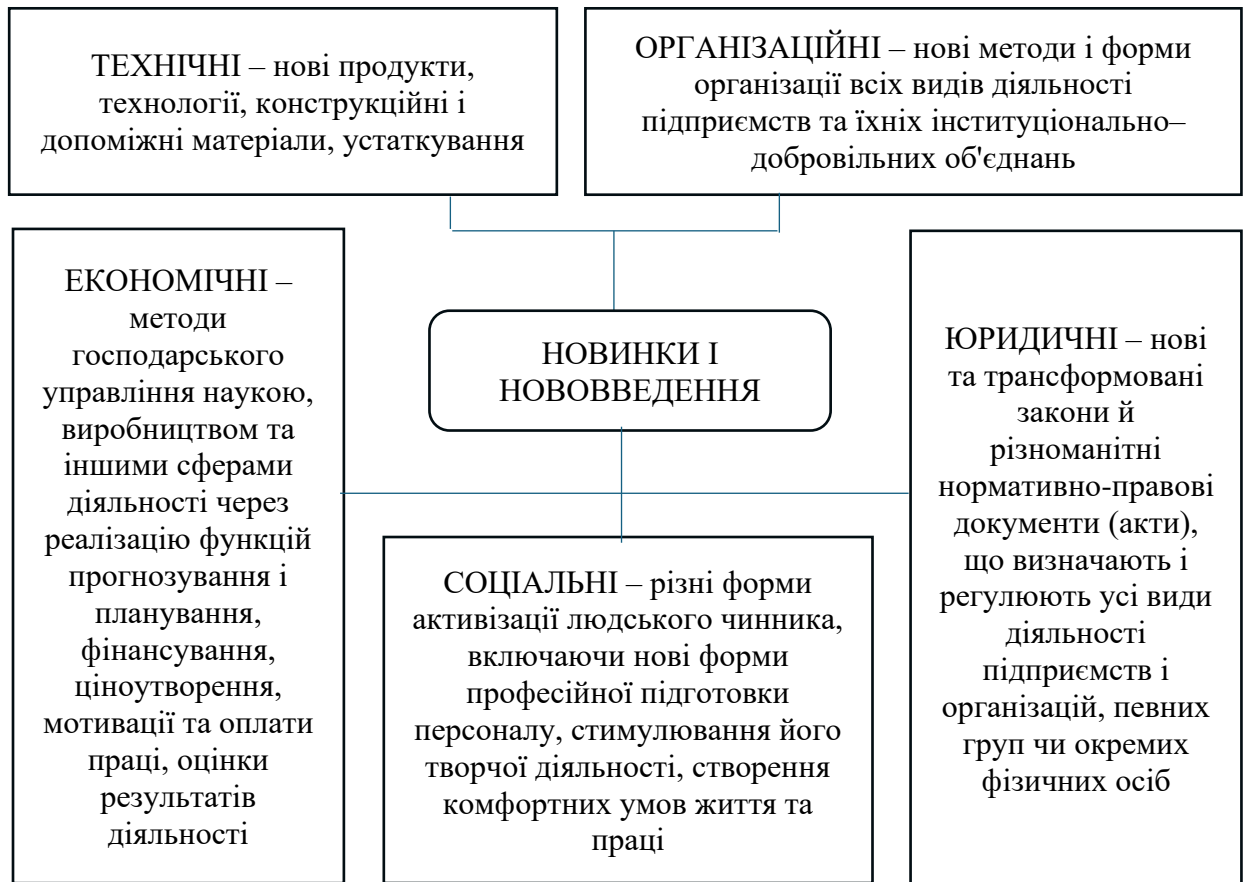 ТЕХНІЧНІ – нові продукти,
технології, конструкційні і
допоміжні матеріали, устаткування
ОРГАНІЗАЦІЙНІ – нові методи і форми
організації всіх видів діяльності
підприємств та їхніх інституціонально–
добровільних об'єднань
ЕКОНОМІЧНІ –
методи
господарського
управління наукою,
виробництвом та
іншими сферами
діяльності через
реалізацію функцій
прогнозування і
планування,
фінансування,
ціноутворення,
мотивації та оплати
праці, оцінки
результатів
діяльності
НОВИНКИ І
НОВОВВЕДЕННЯ
СОЦІАЛЬНІ – різні форми
активізації людського чинника,
включаючи нові форми
професійної підготовки
персоналу, стимулювання його
творчої діяльності, створення
комфортних умов життя та
праці
ЮРИДИЧНІ – нові
та трансформовані
закони й
різноманітні
нормативно-правові
документи (акти),
що визначають і
регулюють усі види
діяльності
підприємств і
організацій, певних
груп чи окремих
фізичних осіб